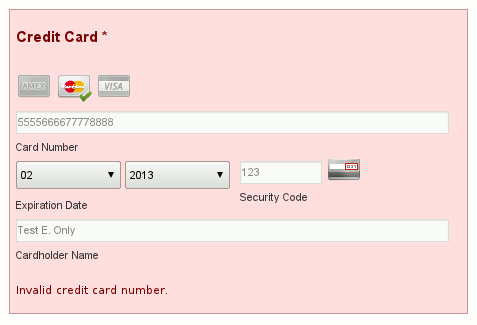 Credit Card *
AMEX VISA
5555666677778888
Card Number
02 2013 123
Security Code
Expiration Date
Test E. Only
Cardholder Name
Invalid credit card number.